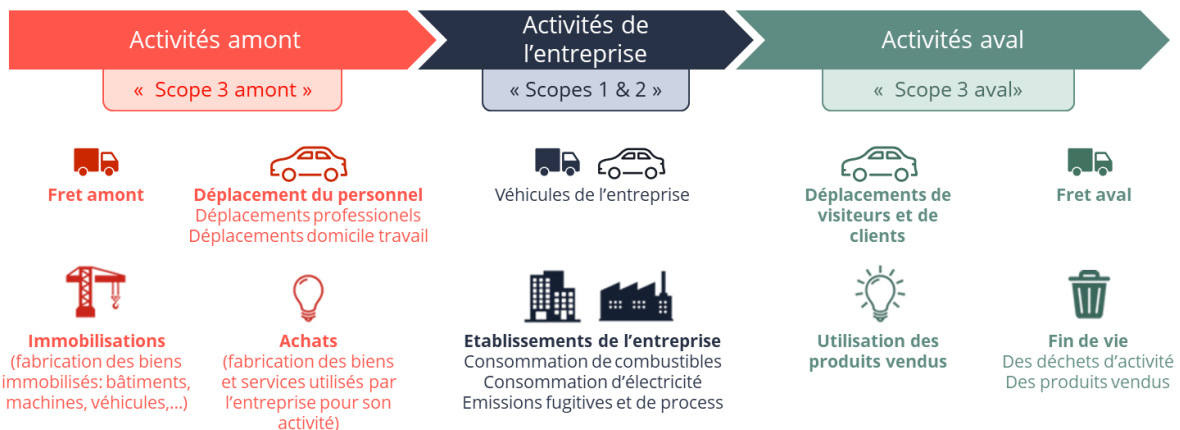 Activités amont
Activités de
l’entreprise
Activités aval
«  Scope 3 amont »
« Scopes 1 & 2 »
«  Scope 3 aval»
Fret amont
Déplacement du personnel
Déplacements professionels
Déplacements domicile travail
Véhicules de l’entreprise
Déplacements de
visiteurs et de
clients
Fret aval
Immobilisations
(fabrication des biens
immobilisés: bâtiments,
machines, véhicules,...)
Achats
(fabrication des biens
et services utilisés par
l’entreprise pour son
activité)
Etablissements de l’entreprise
Consommation de combustibles
Consommation d’électricité
Emissions fugitives et de process
Utilisation des
produits vendus
Fin de vie
Des déchets d’activité
Des produits vendus